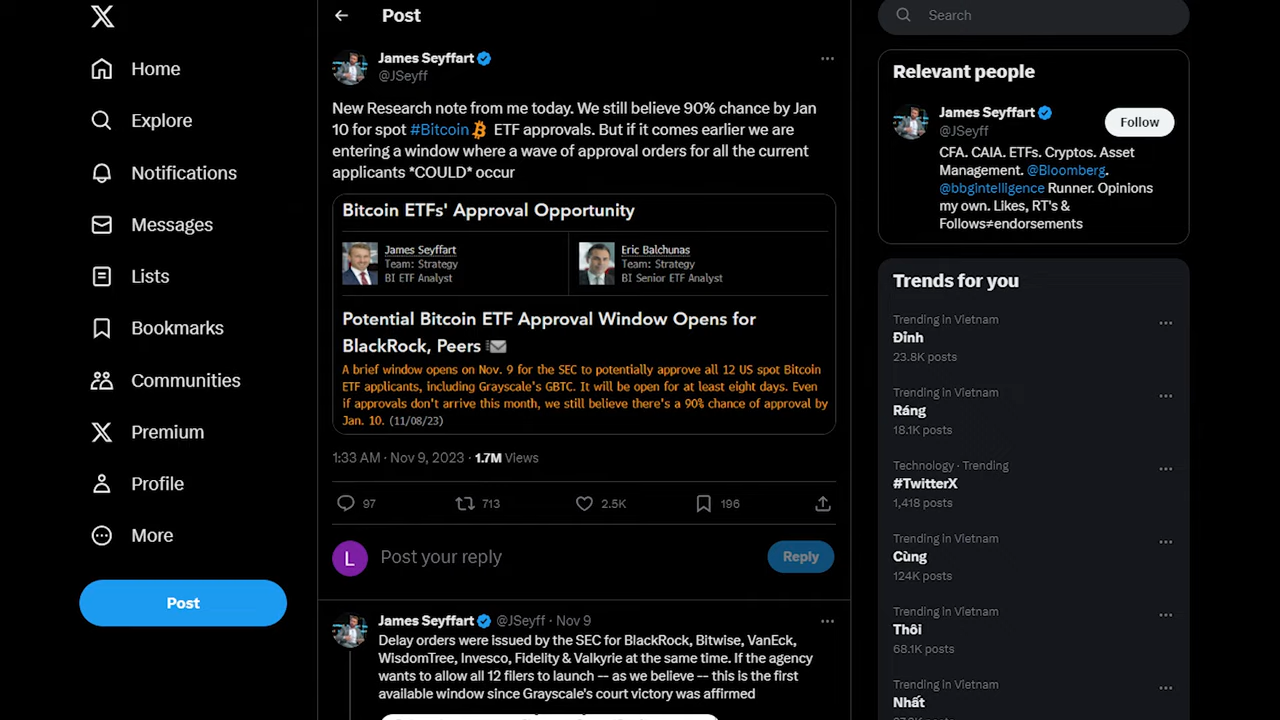 Home
Explore
Notifications
Messages
Lists
Bookmarks
Communities
Premium
Profile
More
Post
Post
James Seyffart
@JSeyff
New Research note from me today. We still believe 90% chance by Jan
10 for spot #Bitcoin ETF approvals. But if it comes earlier we are
entering a window where a wave of approval orders for all the current
applicants *COULD* occur
Bitcoin ETFs' Approval Opportunity
James Seyffart
Team: Strategy
BI ETF Analyst
Eric Balchunas
Team: Strategy
BI Senior ETF Analyst
Potential Bitcoin ETF Approval Window Opens for
BlackRock, Peers
A brief window opens on Nov. 9 for the SEC to potentially approve all 12 US spot Bitcoin
ETF applicants, including Grayscale's GBTC. It will be open for at least eight days. Even
if approvals don't arrive this month, we still believe there's a 90% chance of approval by
Jan. 10. (11/08/23)
1:33 AM · Nov 9, 2023 · 1.7M Views
97 713 2.5K 196
L Post your reply Reply
James Seyffart @JSeyff · Nov 9
Delay orders were issued by the SEC for BlackRock, Bitwise, VanEck,
WisdomTree, Invesco, Fidelity & Valkyrie at the same time. If the agency
wants to allow all 12 filers to launch -- as we believe -- this is the first
available window since Grayscale's court victory was affirmed
Search
Relevant people
James Seyffart
@JSeyff
Follow
CFA. CAIA. ETFs. Cryptos. Asset
Management. @Bloomberg.
@bbgintelligence Runner. Opinions
my own. Likes, RT's &
Follows≠endorsements
Trends for you
Trending in Vietnam
Đỉnh
23.8K posts
Trending in Vietnam
Ráng
18.1K posts
Technology · Trending
#TwitterX
1,418 posts
Trending in Vietnam
Cùng
124K posts
Trending in Vietnam
Thôi
68.1K posts
Trending in Vietnam
Nhất